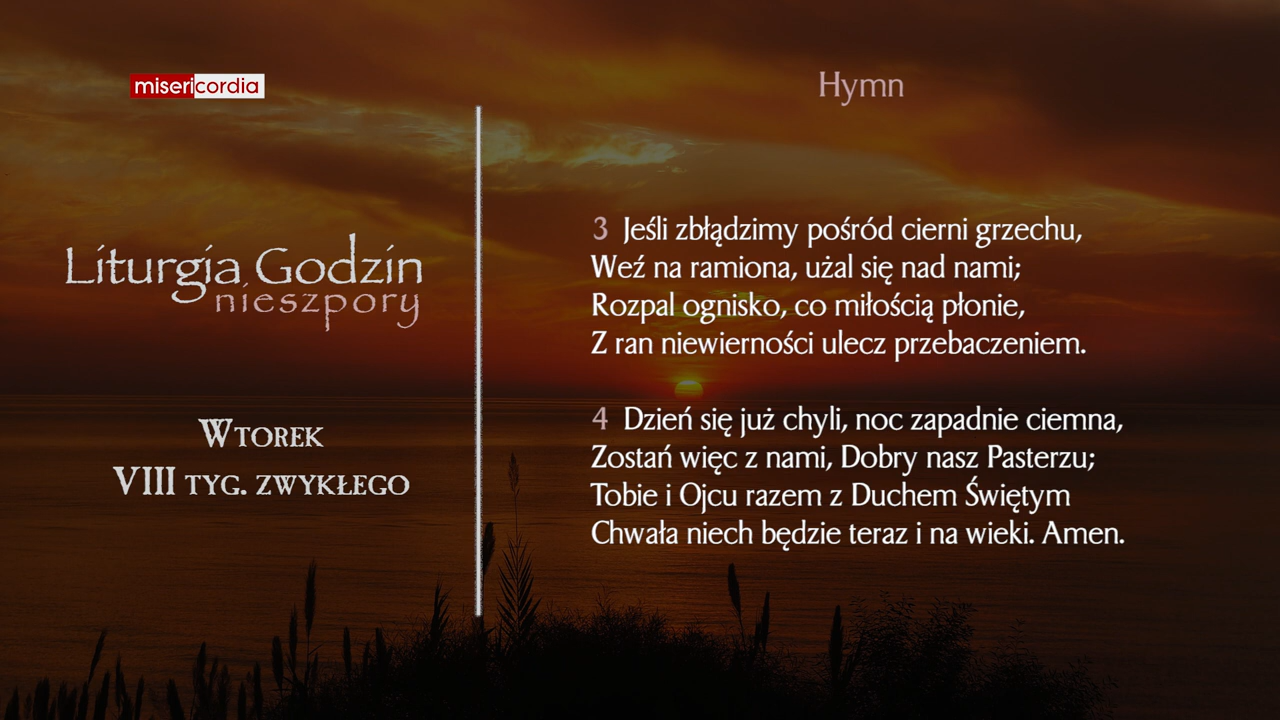 misericordia
Liturgia Godzin
nieszpory
Wtorek
VIII tyg. zwykłego
Hymn
3 Jeśli zbłądzimy pośród cierni grzechu,
Weź na ramiona, użal się nad nami;
Rozpal ognisko, co miłością płonie,
Z ran niewierności ulecz przebaczeniem.
4 Dzień się już chyli, noc zapadnie ciemna,
Zostań więc z nami, Dobry nasz Pasterzu;
Tobie i Ojcu razem z Duchem Świętym
Chwała niech będzie teraz i na wieki. Amen.